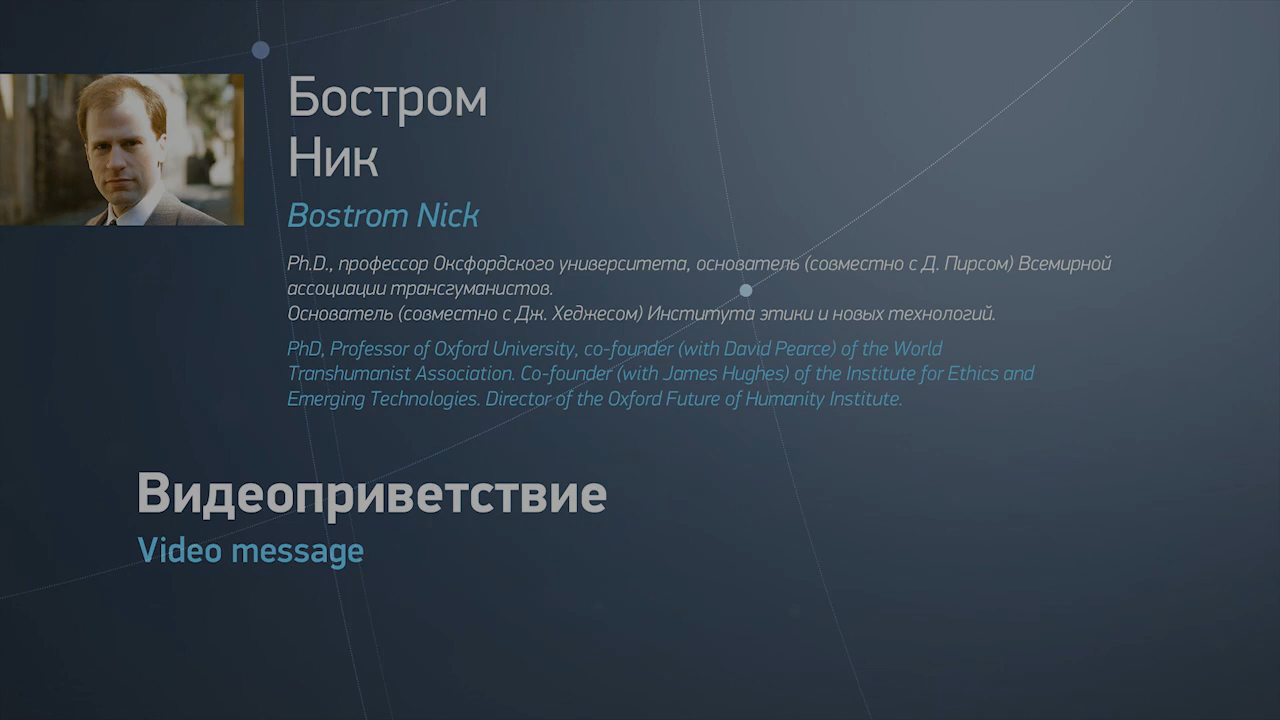 Бостром
Ник
Bostrom Nick
Ph.D., профессор Оксфордского университета, основатель (совместно с Д. Пирсом) Всемирной
ассоциации трансгуманистов.
Основатель (совместно с Дж. Хеджесом) Института этики и новых технологий.
PhD, Professor of Oxford University, co-founder (with David Pearce) of the World
Transhumanist Association. Co-founder (with James Hughes) of the Institute for Ethics and
Emerging Technologies. Director of the Oxford Future of Humanity Institute.
Видеоприветствие
Video message